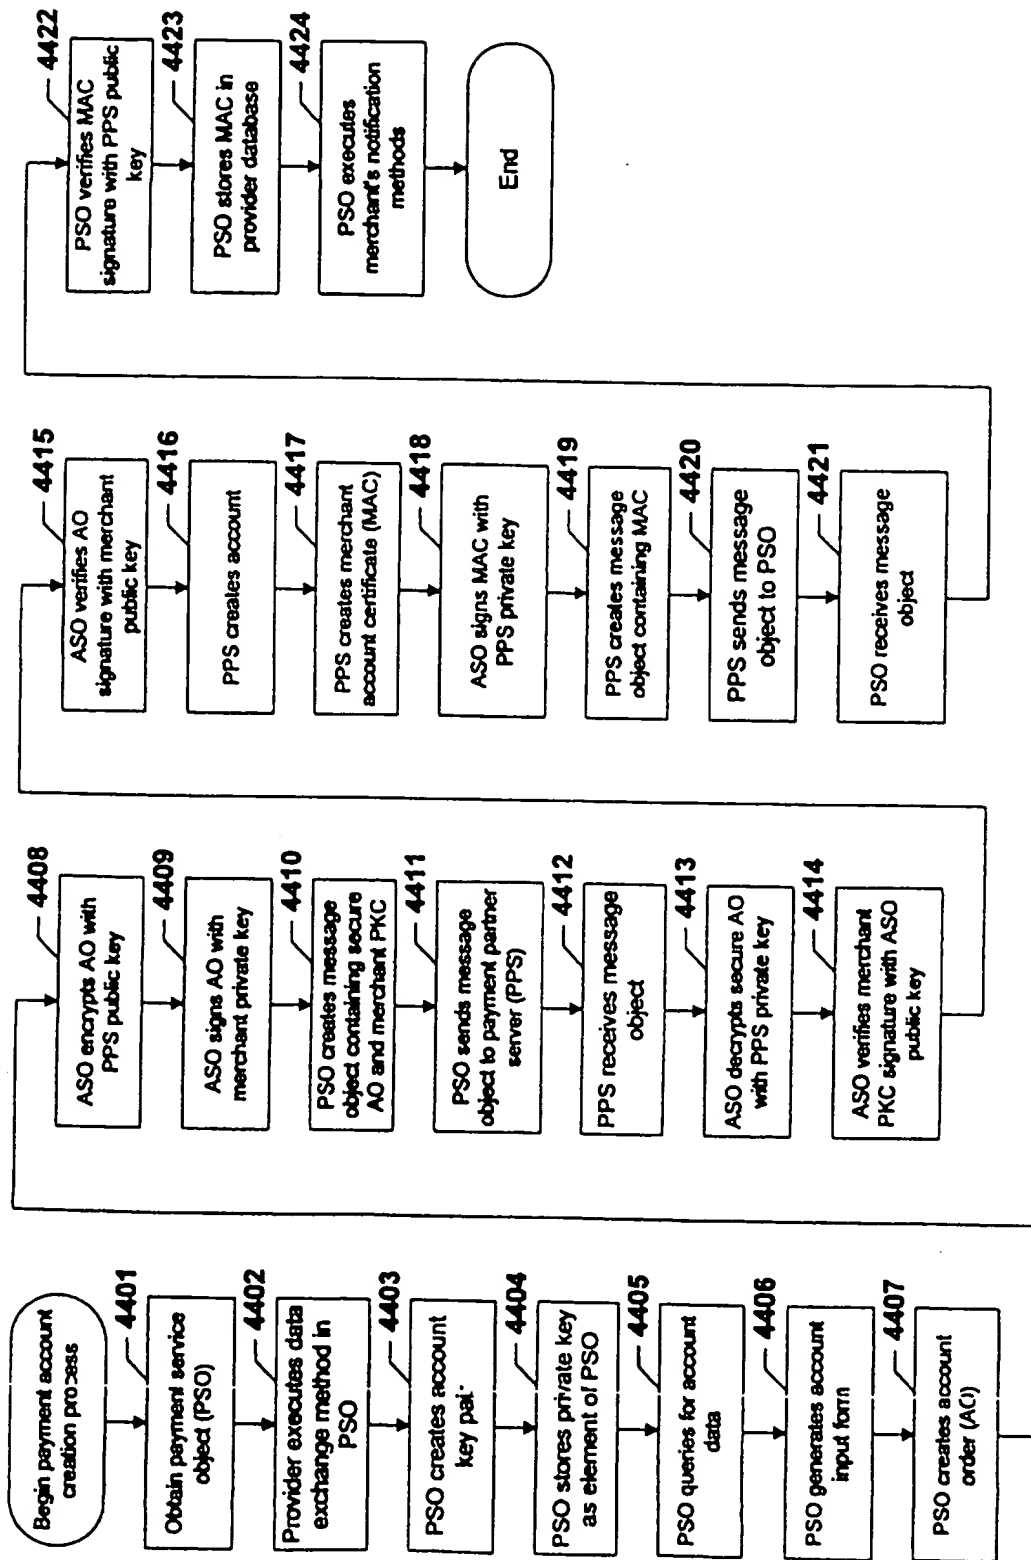 Begin payment account
creation process
4401
Obtain payment service
object (PSO)
4402
Provider executes data
exchange method in
PSO
4403
PSO creates account
key pair
4404
PSO stores private key
as element of PSO
4405
PSO queries for account
data
4406
PSO generates account
input form
4407
PSO creates account
order (AO)
4408
ASO encrypts AO with
PPS public key
4409
ASO signs AO with
merchant private key
4410
PSO creates message
object containing secure
AO and merchant PKC
4411
PSO sends message
object to payment partner
server (PPS)
4412
PPS receives message
object
4413
ASO decrypts secure AO
with PPS private key
4414
ASO verifies merchant
PKC signature with ASO
public key
4415
ASO verifies AO
signature with merchant
public key
4416
PPS creates account
4417
PPS creates merchant
account certificate (MAC)
4418
ASO signs MAC with
PPS private key
4419
PPS creates message
object containing MAC
4420
PPS sends message
object to PSO
4421
PSO receives message
object
4422
PSO verifies MAC
signature with PPS public
key
4423
PSO stores MAC in
provider database
4424
PSO executes
merchant's notification
methods
End